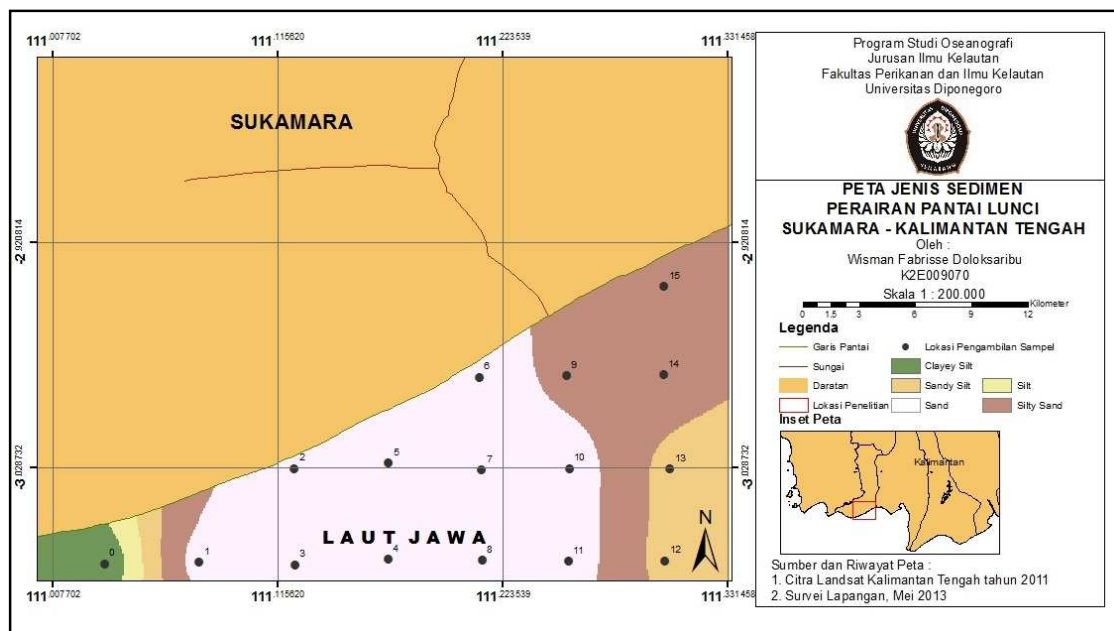 111.007702 111.115620 111.223539 111.331458
SUKAMARA
-2.920814 -2.920814
15
6 9 14
5
2 7 10 13
-3.028732 -3.028732
LAUT JAWA
N
0 1 3 4 8 11 12
111.007702 111.115620 111.223539 111.331458
Program Studi Oseanografi
Jurusan Ilmu Kelautan
Fakultas Perikanan dan Ilmu Kelautan
Universitas Diponegoro
PETA JENIS SEDIMEN
PERAIRAN PANTAI LUNCI
SUKAMARA - KALIMANTAN TENGAH
Oleh :
Wisman Fabrisse Doloksaribu
K2E009070
Skala 1 : 200.000
0 1.5 3 6 9 12 Kilometer
Legenda
Garis Pantai Lokasi Pengambilan Sampel
Sungai Clayey Silt
Daratan Sandy Silt Silt
Lokasi Penelitian Sand Silty Sand
Inset Peta
Kalimantan
Sumber dan Riwayat Peta :
1. Citra Landsat Kalimantan Tengah tahun 2011
2. Survei Lapangan, Mei 2013